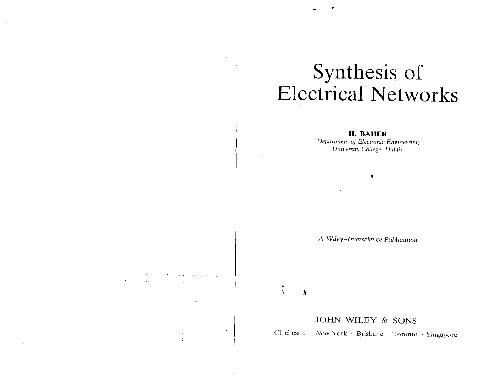 Synthesis of
Electrical Networks
H. BAHER
Department of Electronic Engineering,
University College, Dublin
A Wiley–Interscience Publication
JOHN WILEY & SONS
Chichester · New York · Brisbane · Toronto · Singapore